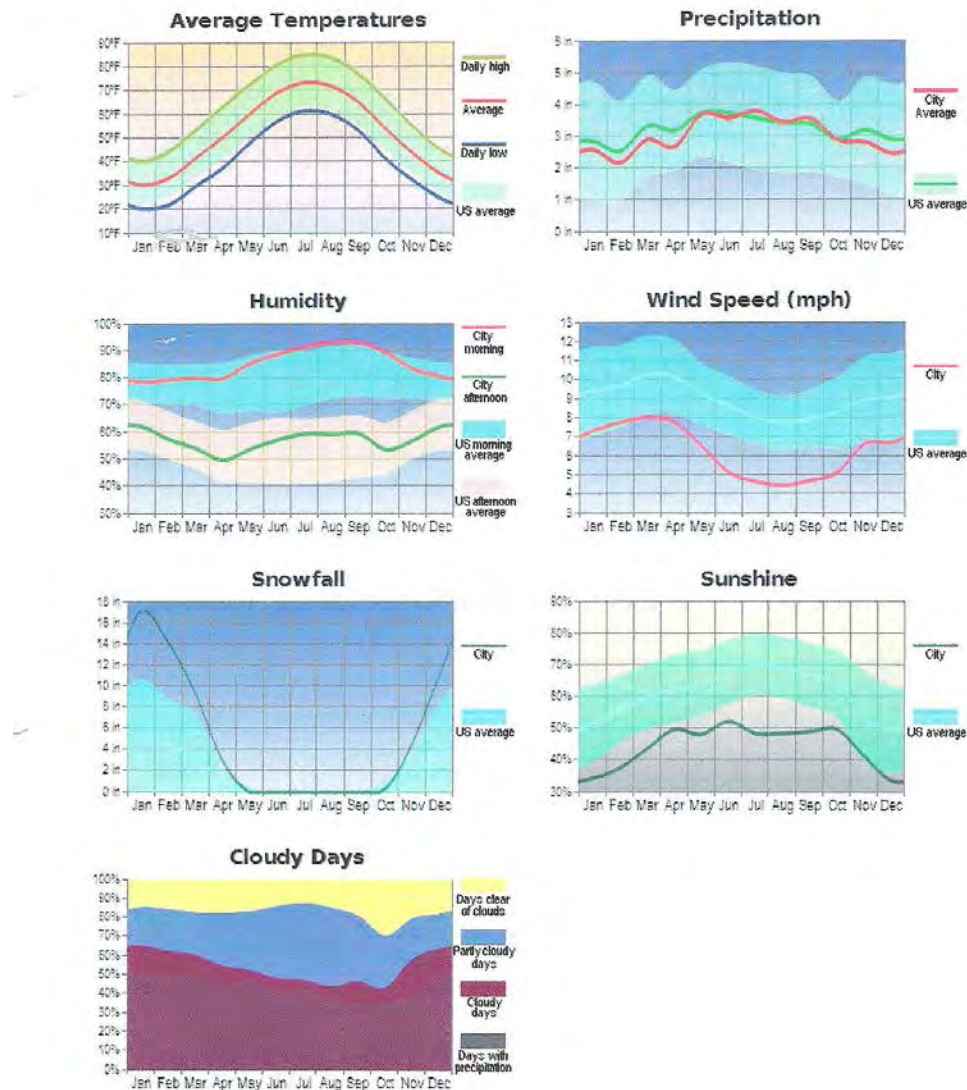 Average Temperatures
90°F
80°F
70°F
60°F
50°F
40°F
30°F
20°F
10°F
Jan Feb Mar Apr May Jun Jul Aug Sep Oct Nov Dec
Daily high
Average
Daily low
US average
Precipitation
6 in
5 in
4 in
3 in
2 in
1 in
0 in
Jan Feb Mar Apr May Jun Jul Aug Sep Oct Nov Dec
City
Average
US average
Humidity
100%
90%
80%
70%
60%
50%
40%
30%
Jan Feb Mar Apr May Jun Jul Aug Sep Oct Nov Dec
City
morning
City
afternoon
US morning
average
US afternoon
average
Wind Speed (mph)
13
12
11
10
9
8
7
6
5
4
3
Jan Feb Mar Apr May Jun Jul Aug Sep Oct Nov Dec
City
US average
Snowfall
18 in
16 in
14 in
12 in
10 in
8 in
6 in
4 in
2 in
0 in
Jan Feb Mar Apr May Jun Jul Aug Sep Oct Nov Dec
City
US average
Sunshine
90%
80%
70%
60%
50%
40%
30%
Jan Feb Mar Apr May Jun Jul Aug Sep Oct Nov Dec
City
US average
Cloudy Days
100%
90%
80%
70%
60%
50%
40%
30%
20%
10%
0%
Jan Feb Mar Apr May Jun Jul Aug Sep Oct Nov Dec
Days clear
of clouds
Partly cloudy
days
Cloudy
days
Days with
precipitation